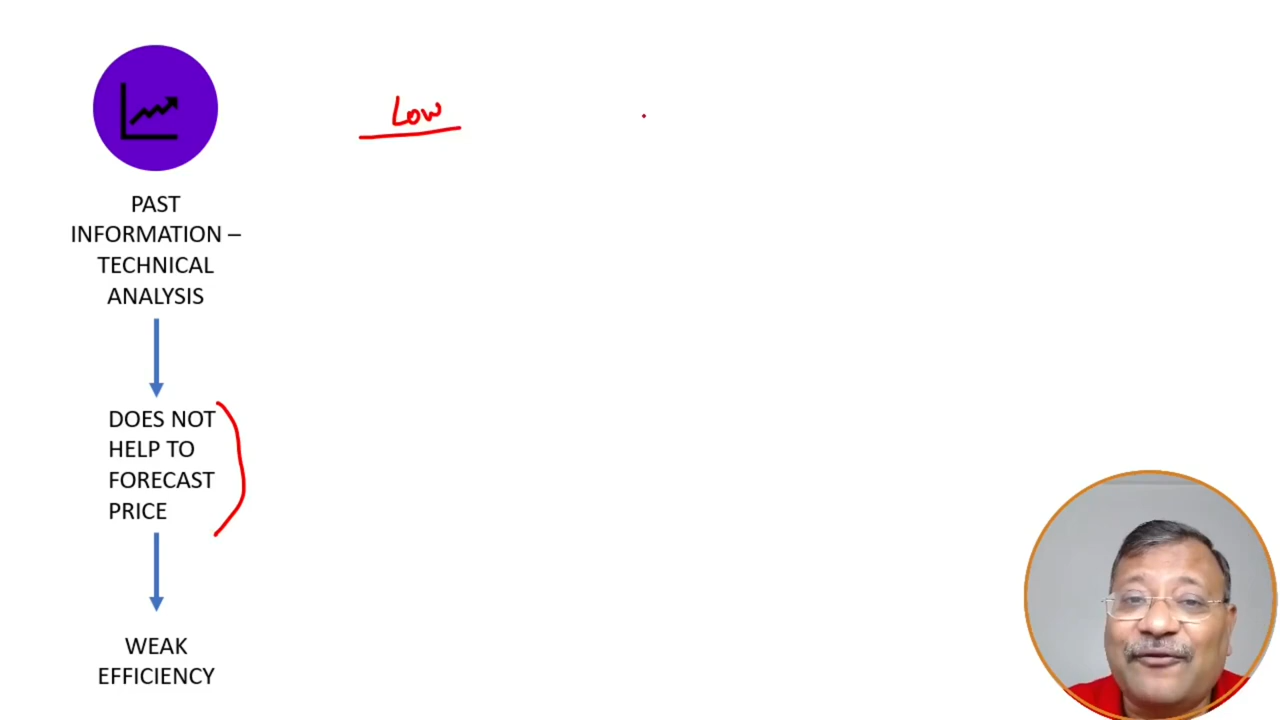 Low
PAST
INFORMATION –
TECHNICAL
ANALYSIS
DOES NOT
HELP TO
FORECAST
PRICE
WEAK
EFFICIENCY